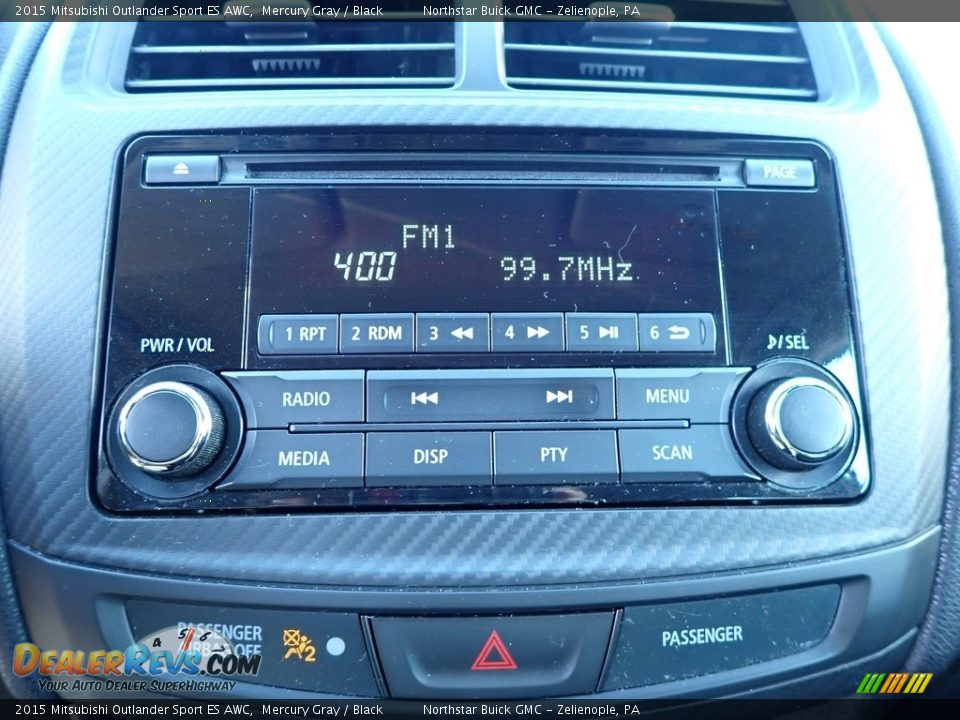 2015 Mitsubishi Outlander Sport ES AWC, Mercury Gray / Black Northstar Buick GMC - Zelienople, PA
PAGE
FM1
400 99.7MHz
1 RPT 2 RDM 3 4 5 6
PWR / VOL
/ SEL
RADIO MENU
MEDIA DISP PTY SCAN
PASSENGER
OFF
2
PASSENGER
DEALERREVS.COM
YOUR AUTO DEALER SUPERHIGHWAY
2015 Mitsubishi Outlander Sport ES AWC, Mercury Gray / Black Northstar Buick GMC - Zelienople, PA